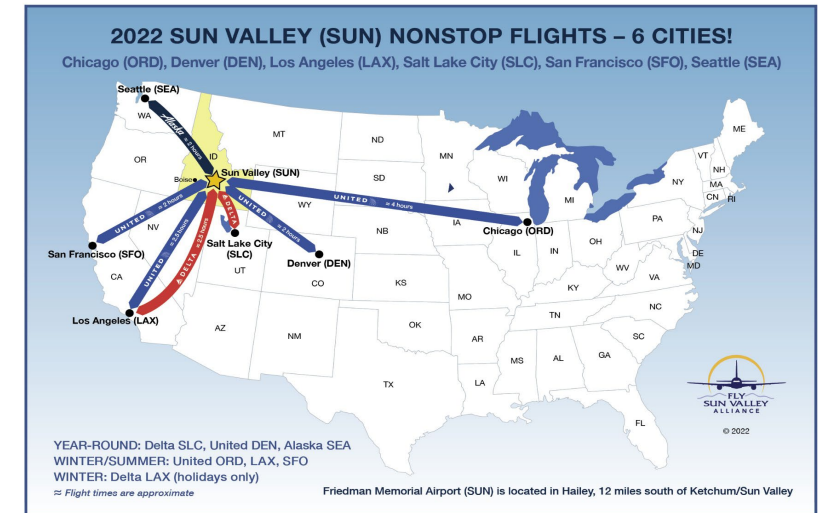 2022 SUN VALLEY (SUN) NONSTOP FLIGHTS – 6 CITIES!
Chicago (ORD), Denver (DEN), Los Angeles (LAX), Salt Lake City (SLC), San Francisco (SFO), Seattle (SEA)
Seattle (SEA)
WA
Alaska ≈ 2 hours
MT
ND
MN
ME
OR
ID
Boise
Sun Valley (SUN)
SD
WI
MI
VT
NH
NY
MA
CN
RI
WY
UNITED ≈ 4 hours
UNITED ≈ 2 hours
UNITED ≈ 2 hours
UNITED ≈ 2.5 hours
DELTA ≈ 2.5 hours
DELTA
NV
NB
IA
Chicago (ORD)
PA
NJ
San Francisco (SFO)
Salt Lake City
(SLC)
Denver (DEN)
IL
IN
OH
DE
MD
WV
VA
CA
UT
CO
KS
MO
KY
Los Angeles (LAX)
AZ
NM
OK
AR
TN
NC
SC
TX
LA
MS
AL
GA
FL
FLY
SUN VALLEY
ALLIANCE
© 2022
YEAR-ROUND: Delta SLC, United DEN, Alaska SEA
WINTER/SUMMER: United ORD, LAX, SFO
WINTER: Delta LAX (holidays only)
≈ Flight times are approximate
Friedman Memorial Airport (SUN) is located in Hailey, 12 miles south of Ketchum/Sun Valley